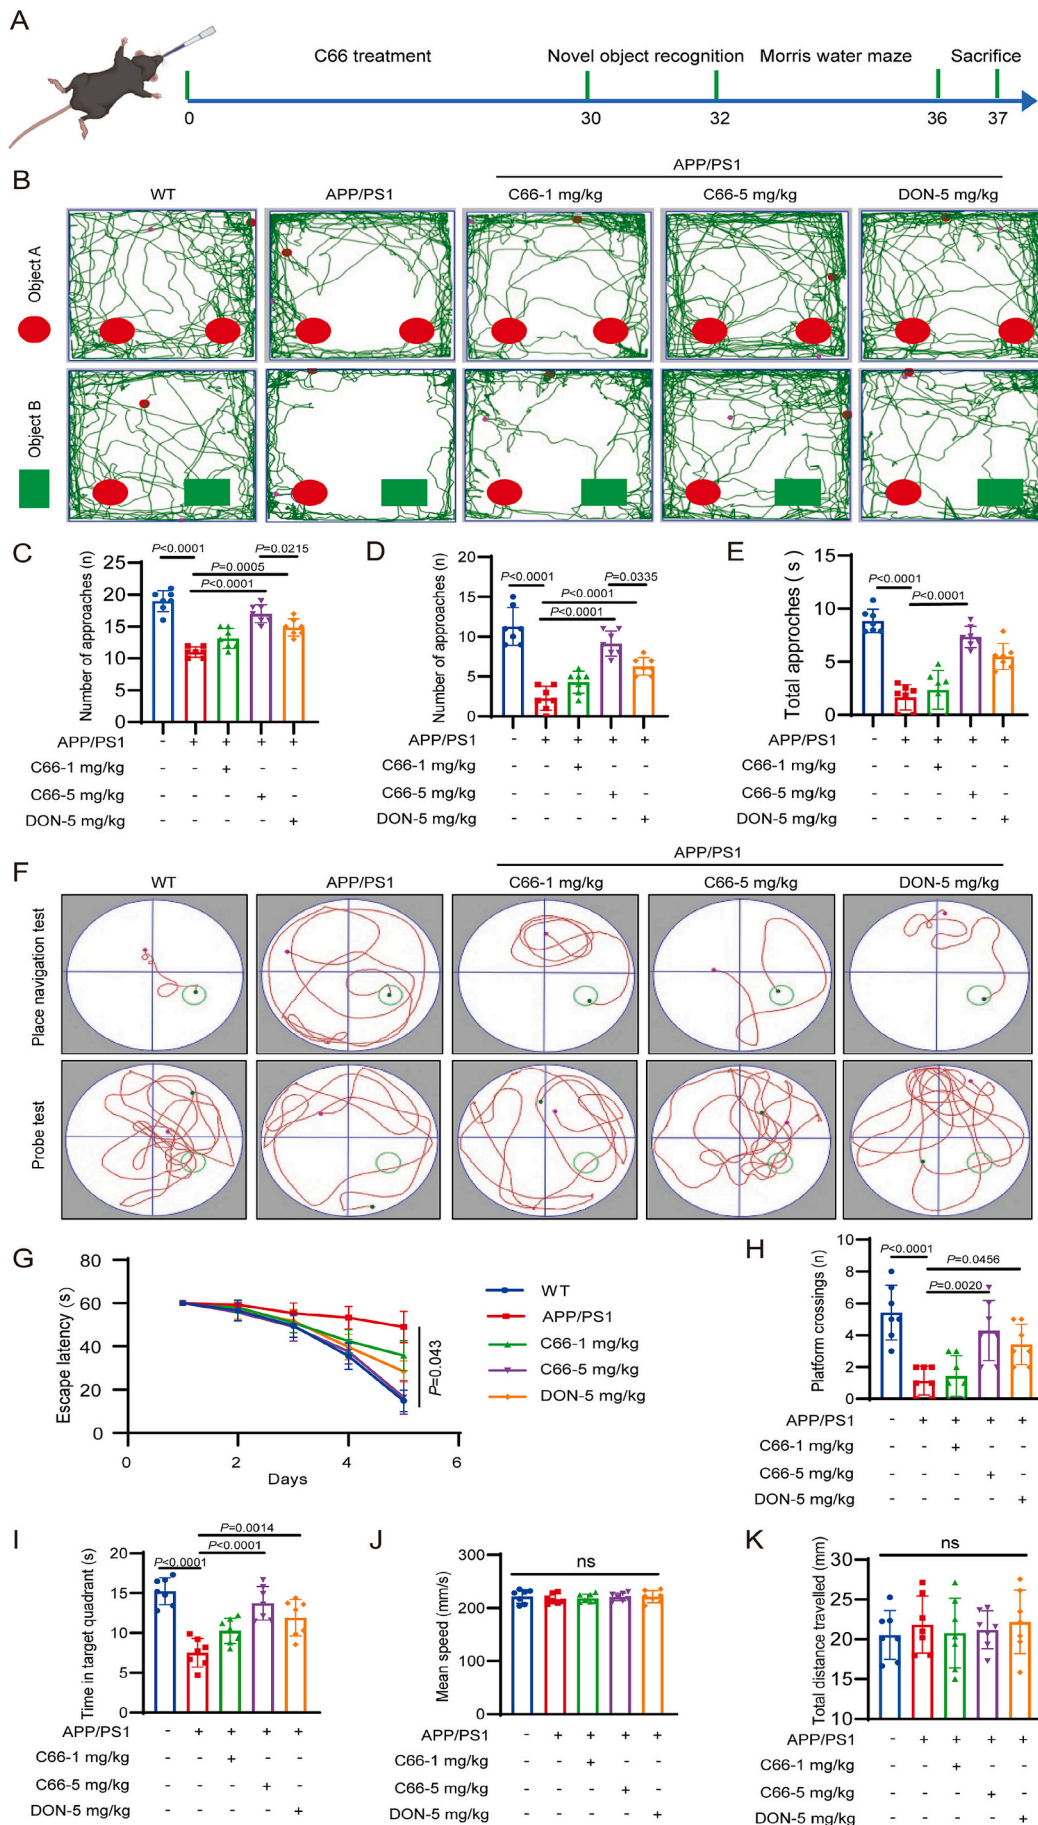 A
C66 treatment
Novel object recognition
Morris water maze
Sacrifice
0
30
32
36
37
B
APP/PS1
WT
APP/PS1
C66-1 mg/kg
C66-5 mg/kg
DON-5 mg/kg
Object A
Object B
C
Number of approaches (n)
25
20
15
10
5
0
P<0.0001
P=0.0215
P=0.0005
P<0.0001
APP/PS1 - + + + +
C66-1 mg/kg - - + - -
C66-5 mg/kg - - - + -
DON-5 mg/kg - - - - +
D
Number of approaches (n)
20
15
10
5
0
P<0.0001
P=0.0335
P<0.0001
P<0.0001
APP/PS1 - + + + +
C66-1 mg/kg - - + - -
C66-5 mg/kg - - - + -
DON-5 mg/kg - - - - +
E
Total approches ( s )
15
10
5
0
P<0.0001
P<0.0001
APP/PS1 - + + + +
C66-1 mg/kg - - + - -
C66-5 mg/kg - - - + -
DON-5 mg/kg - - - - +
F
APP/PS1
WT
APP/PS1
C66-1 mg/kg
C66-5 mg/kg
DON-5 mg/kg
Place navigation test
Probe test
G
Escape latency (s)
80
60
40
20
0
0
2
4
6
Days
P=0.043
WT
APP/PS1
C66-1 mg/kg
C66-5 mg/kg
DON-5 mg/kg
H
Platform crossings (n)
10
8
6
4
2
0
P<0.0001
P=0.0456
P=0.0020
APP/PS1 - + + + +
C66-1 mg/kg - - + - -
C66-5 mg/kg - - - + -
DON-5 mg/kg - - - - +
I
Time in target quadrant (s)
20
15
10
5
0
P=0.0014
P<0.0001
P<0.0001
APP/PS1 - + + + +
C66-1 mg/kg - - + - -
C66-5 mg/kg - - - + -
DON-5 mg/kg - - - - +
J
Mean speed (mm/s)
300
200
100
0
ns
APP/PS1 - + + + +
C66-1 mg/kg - - + - -
C66-5 mg/kg - - - + -
DON-5 mg/kg - - - - +
K
Total distance travelled (mm)
30
25
20
15
10
ns
APP/PS1 - + + + +
C66-1 mg/kg - - + - -
C66-5 mg/kg - - - + -
DON-5 mg/kg - - - - +